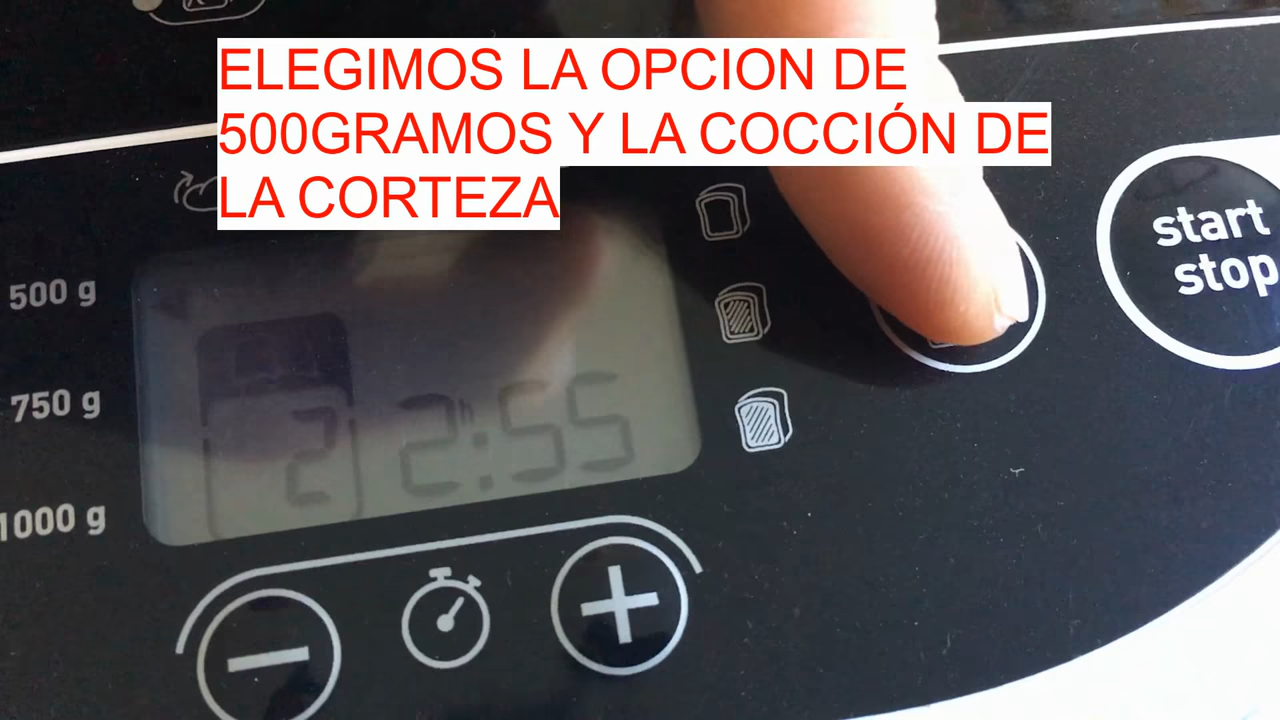 ELEGIMOS LA OPCION DE
500GRAMOS Y LA COCCIÓN DE
LA CORTEZA
500 g
750 g
1000 g
2 2:55
start
stop